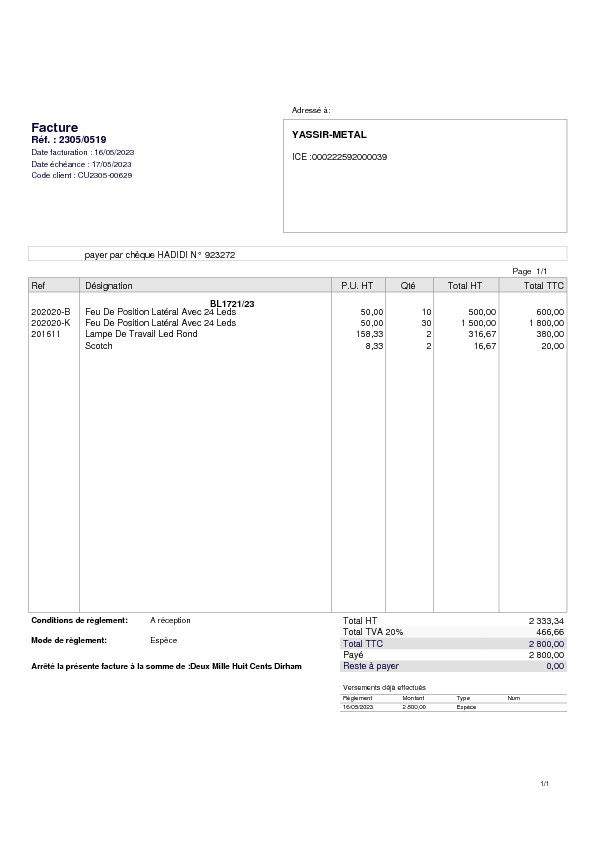 Adressé à:
Facture
Réf. : 2305/0519
Date facturation : 16/05/2023
Date échéance : 17/05/2023
Code client : CU2305-00629
YASSIR-METAL
ICE :000222592000039
payer par chèque HADIDI N° 923272
Page 1/1
Ref Désignation P.U. HT Qté Total HT Total TTC
BL1721/23
202020-B Feu De Position Latéral Avec 24 Leds 50,00 10 500,00 600,00
202020-K Feu De Position Latéral Avec 24 Leds 50,00 30 1 500,00 1 800,00
201611 Lampe De Travail Led Rond 158,33 2 316,67 380,00
Scotch 8,33 2 16,67 20,00
Conditions de règlement: A réception
Mode de règlement: Espèce
Arrêté la présente facture à la somme de :Deux Mille Huit Cents Dirham
Total HT 2 333,34
Total TVA 20% 466,66
Total TTC 2 800,00
Payé 2 800,00
Reste à payer 0,00
Versements déjà effectués
Règlement Montant Type Num
16/05/2023 2 800,00 Espèce
1/1